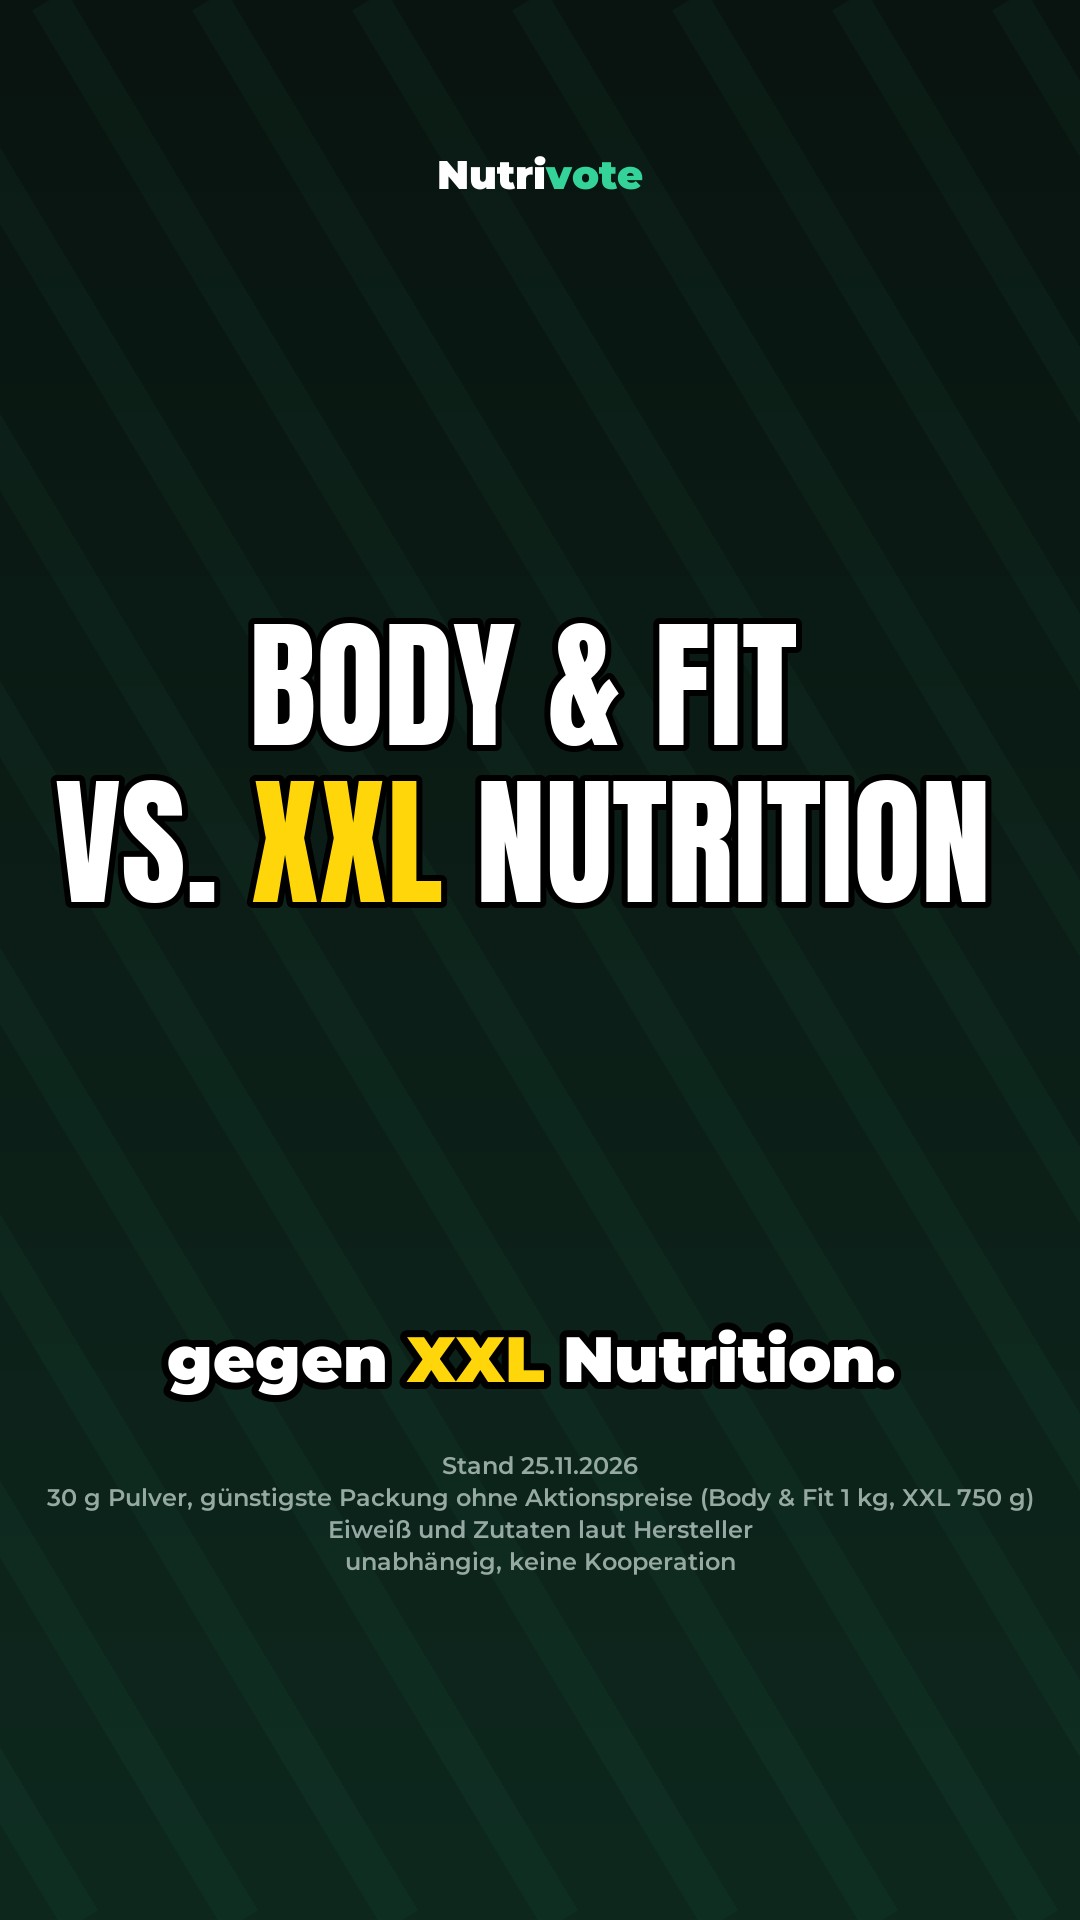 Nutrivote
BODY & FIT
VS. XXL NUTRITION
gegen XXL Nutrition.
Stand 25.11.2026
30 g Pulver, günstigste Packung ohne Aktionspreise (Body & Fit 1 kg, XXL 750 g)
Eiweiß und Zutaten laut Hersteller
unabhängig, keine Kooperation